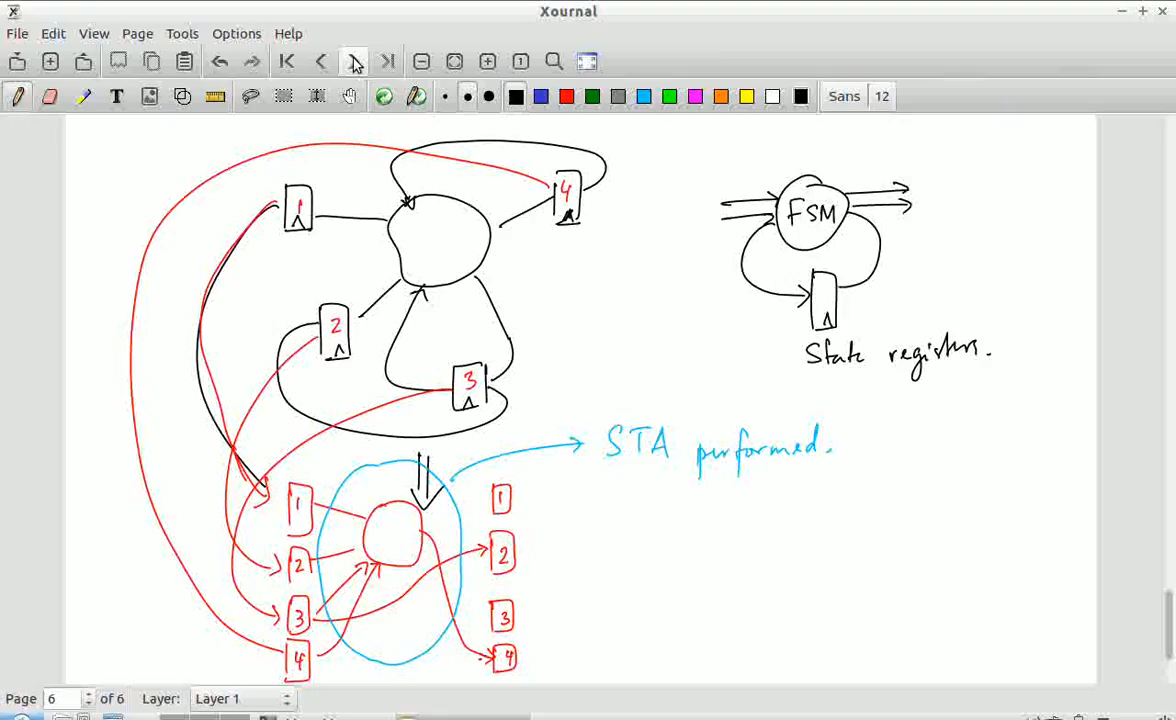 Xournal
File Edit View Page Tools Options Help
Sans 12
1
4
FSM
2
State registers.
3
STA performed.
1
1
2
2
3
3
4
4
Page 6 of 6 Layer: Layer 1